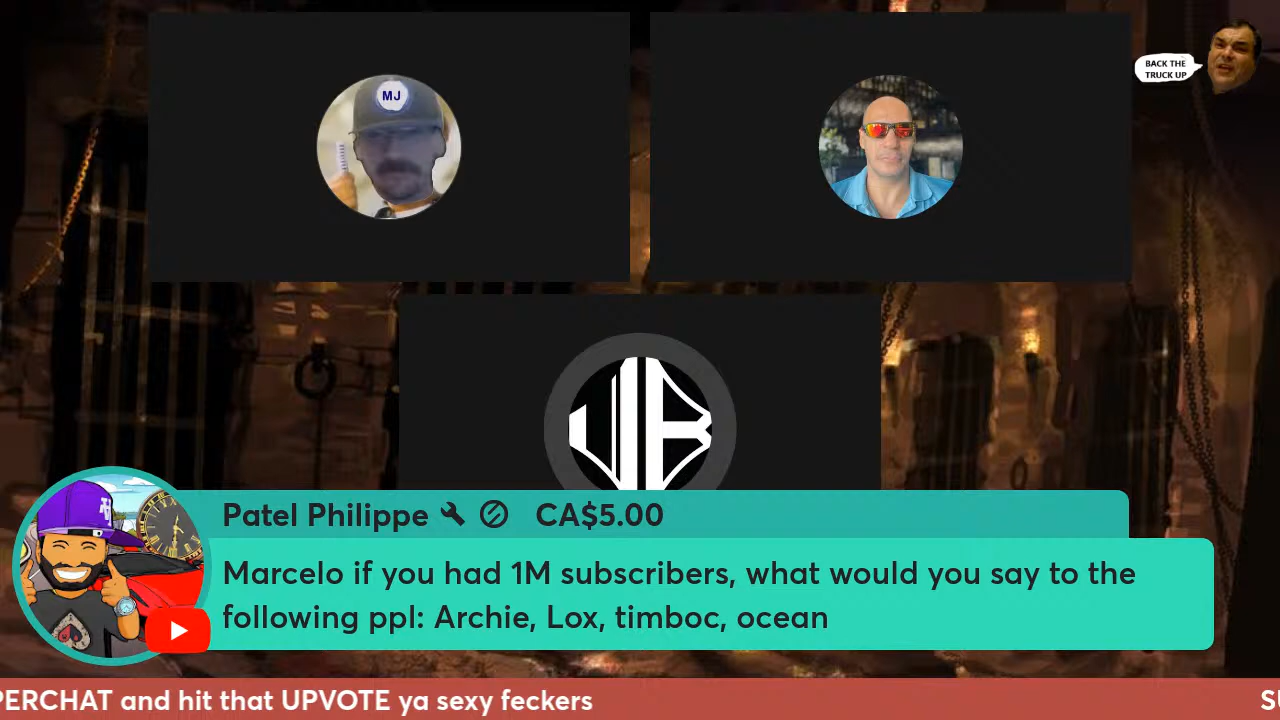 BACK THE
TRUCK UP
MJ
Patel Philippe CA$5.00
Marcelo if you had 1M subscribers, what would you say to the
following ppl: Archie, Lox, timboc, ocean
PERCHAT and hit that UPVOTE ya sexy feckers